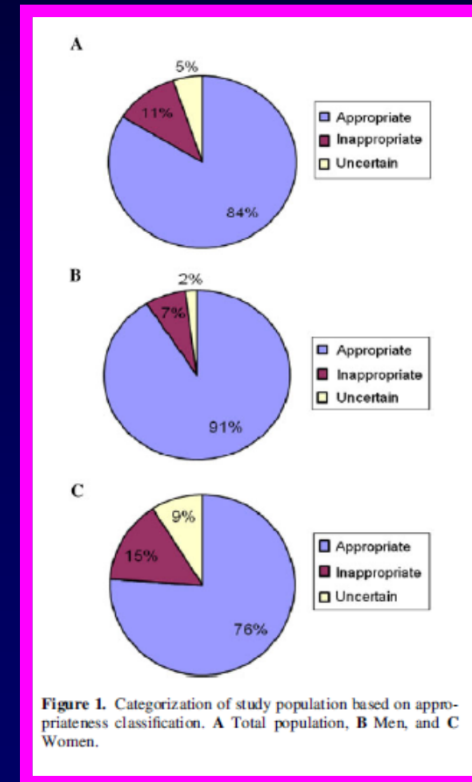 A
5%
11%
84%
Appropriate
Inappropriate
Uncertain
B
2%
7%
91%
Appropriate
Inappropriate
Uncertain
C
9%
15%
76%
Appropriate
Inappropriate
Uncertain
Figure 1. Categorization of study population based on appro-
priateness classification. A Total population, B Men, and C
Women.